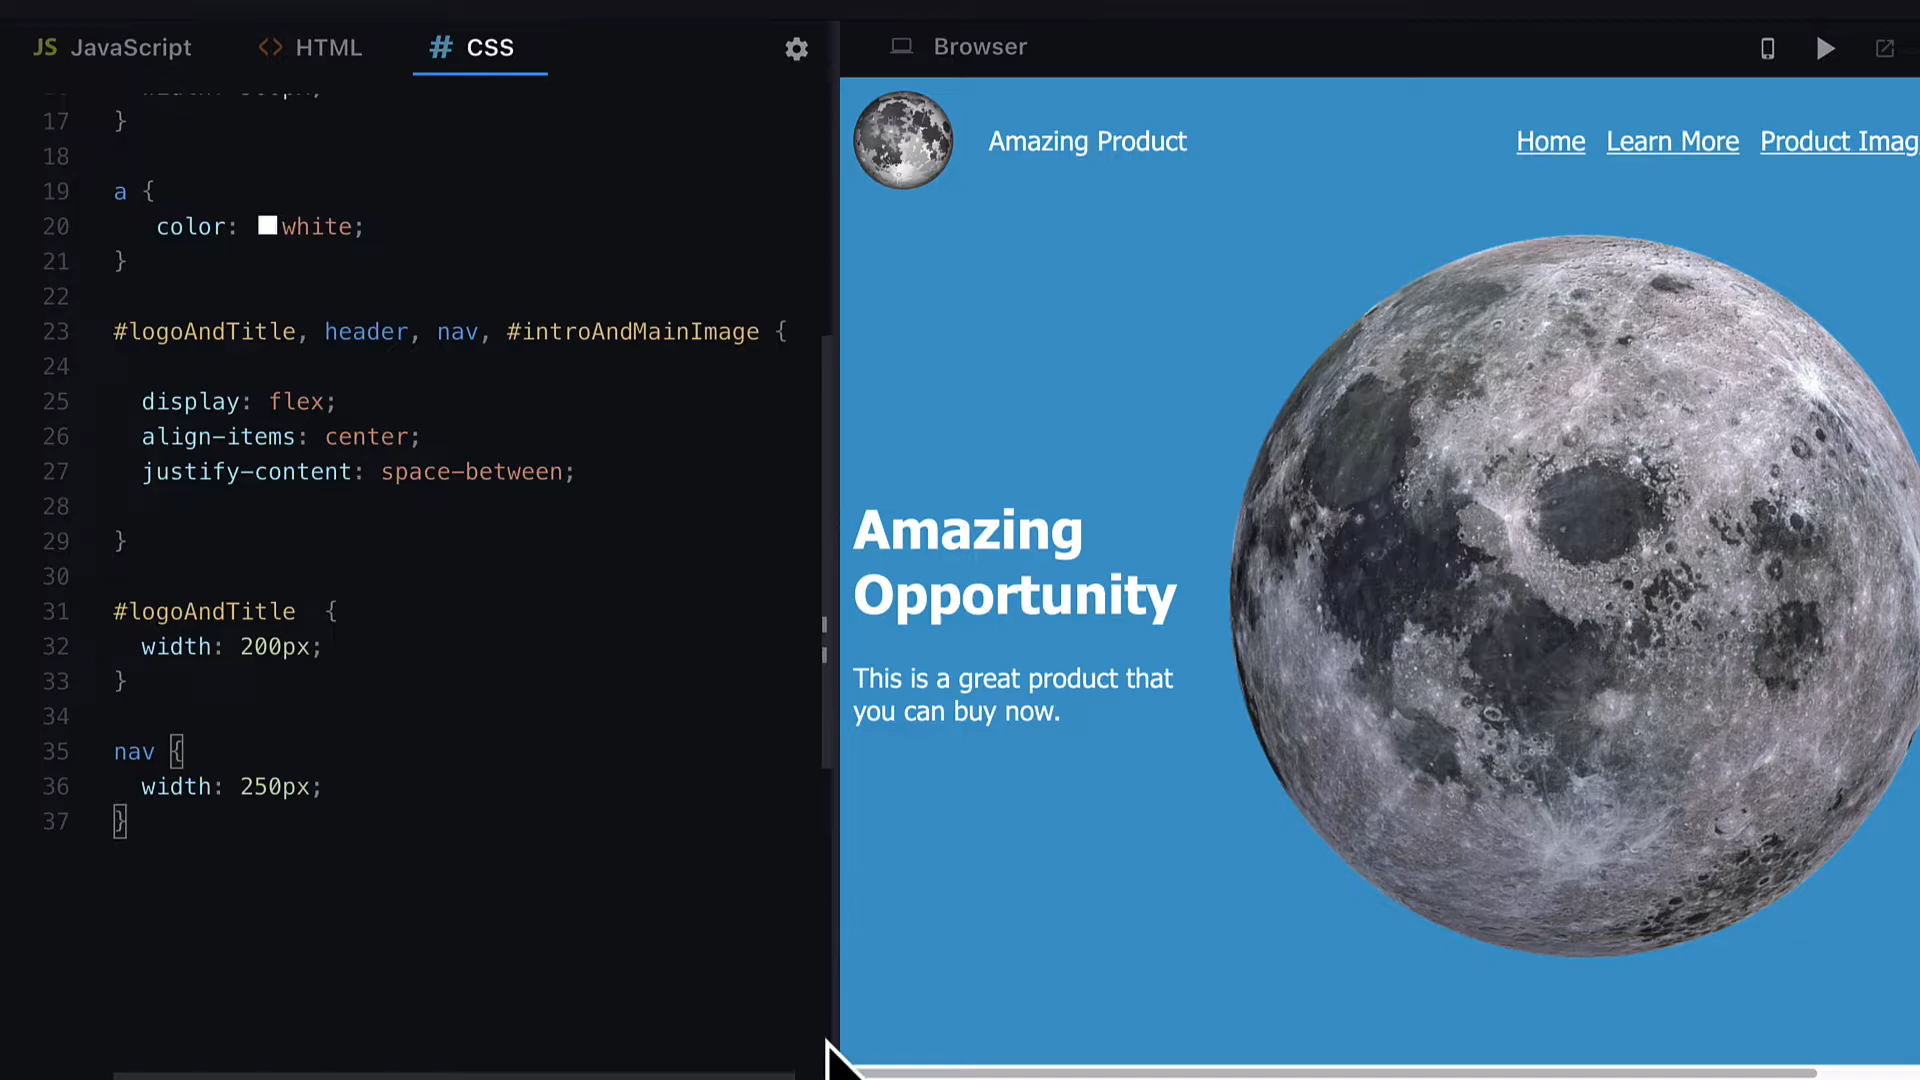 JS JavaScript
<> HTML
# CSS
Browser
17 }
18
19 a {
20 color: white;
21 }
22
23 #logoAndTitle, header, nav, #introAndMainImage {
24
25 display: flex;
26 align-items: center;
27 justify-content: space-between;
28
29 }
30
31 #logoAndTitle {
32 width: 200px;
33 }
34
35 nav {
36 width: 250px;
37 }
Amazing Product
Home Learn More Product Imag
Amazing
Opportunity
This is a great product that
you can buy now.